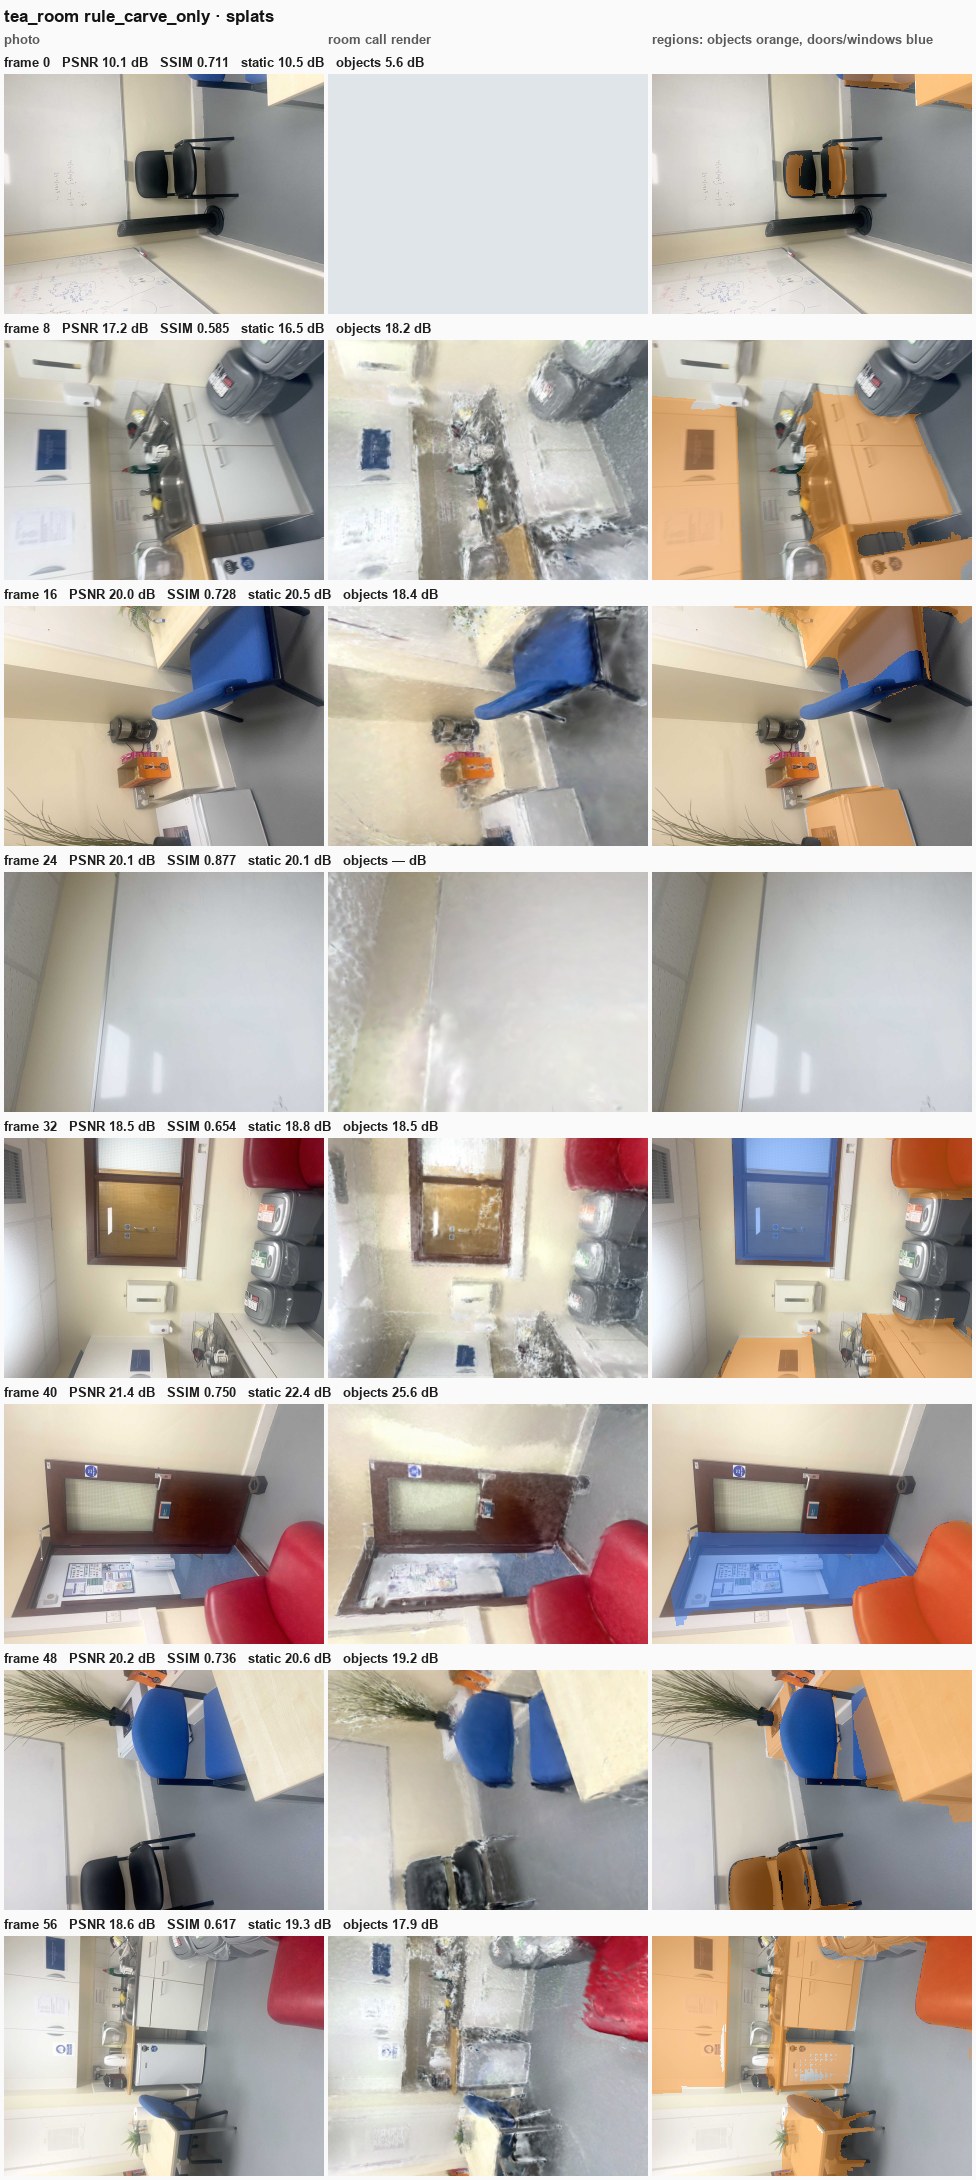 tea_room rule_carve_only · splats
photo room call render regions: objects orange, doors/windows blue
frame 0 PSNR 10.1 dB SSIM 0.711 static 10.5 dB objects 5.6 dB
frame 8 PSNR 17.2 dB SSIM 0.585 static 16.5 dB objects 18.2 dB
frame 16 PSNR 20.0 dB SSIM 0.728 static 20.5 dB objects 18.4 dB
frame 24 PSNR 20.1 dB SSIM 0.877 static 20.1 dB objects — dB
frame 32 PSNR 18.5 dB SSIM 0.654 static 18.8 dB objects 18.5 dB
frame 40 PSNR 21.4 dB SSIM 0.750 static 22.4 dB objects 25.6 dB
frame 48 PSNR 20.2 dB SSIM 0.736 static 20.6 dB objects 19.2 dB
frame 56 PSNR 18.6 dB SSIM 0.617 static 19.3 dB objects 17.9 dB